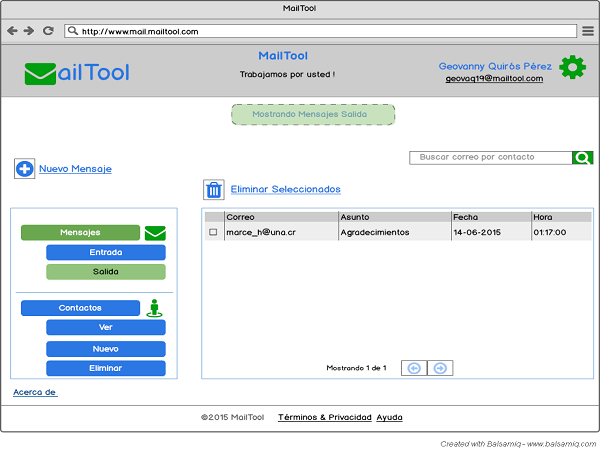 MailTool
http://www.mail.mailtool.com
MailTool
ailTool
Trabajamos por usted !
Geovanny Quirós Pérez
geovaq19@mailtool.com
Mostrando Mensajes Salida
Buscar correo por contacto
Nuevo Mensaje
Eliminar Seleccionados
Correo Asunto Fecha Hora
marce_h@una.cr Agradecimientos 14-06-2015 01:17:00
Mensajes
Entrada
Salida
Contactos
Ver
Nuevo
Eliminar
Mostrando 1 de 1
Acerca de
©2015 MailTool Términos & Privacidad Ayuda
Created with Balsamiq - www.balsamiq.com